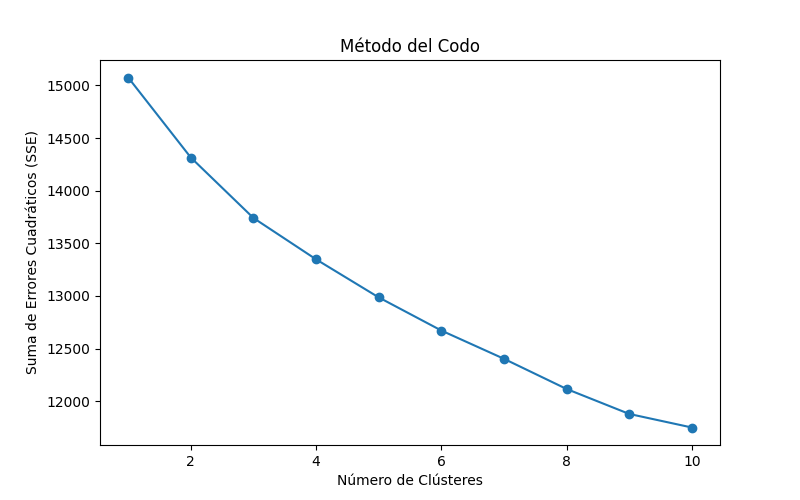 Método del Codo
15000
14500
14000
13500
13000
12500
12000
Suma de Errores Cuadráticos (SSE)
2 4 6 8 10
Número de Clústeres